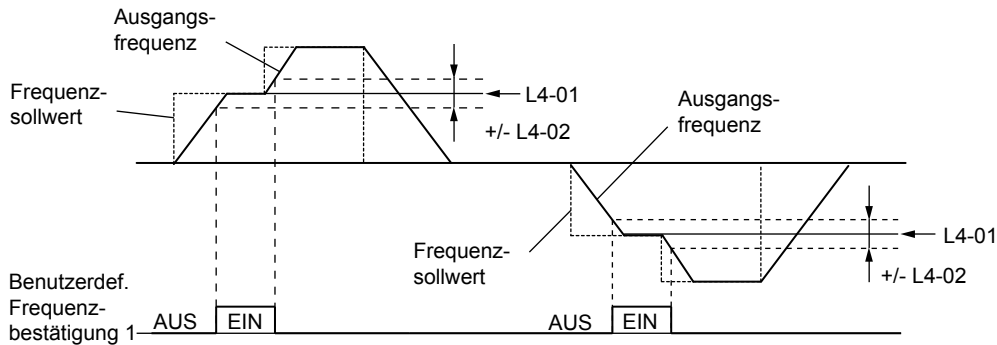 Ausgangs-
frequenz
Frequenz-
sollwert
L4-01
+/- L4-02
Ausgangs-
frequenz
Frequenz-
sollwert
L4-01
+/- L4-02
Benutzerdef.
Frequenz-
bestätigung 1
AUS
EIN
AUS
EIN